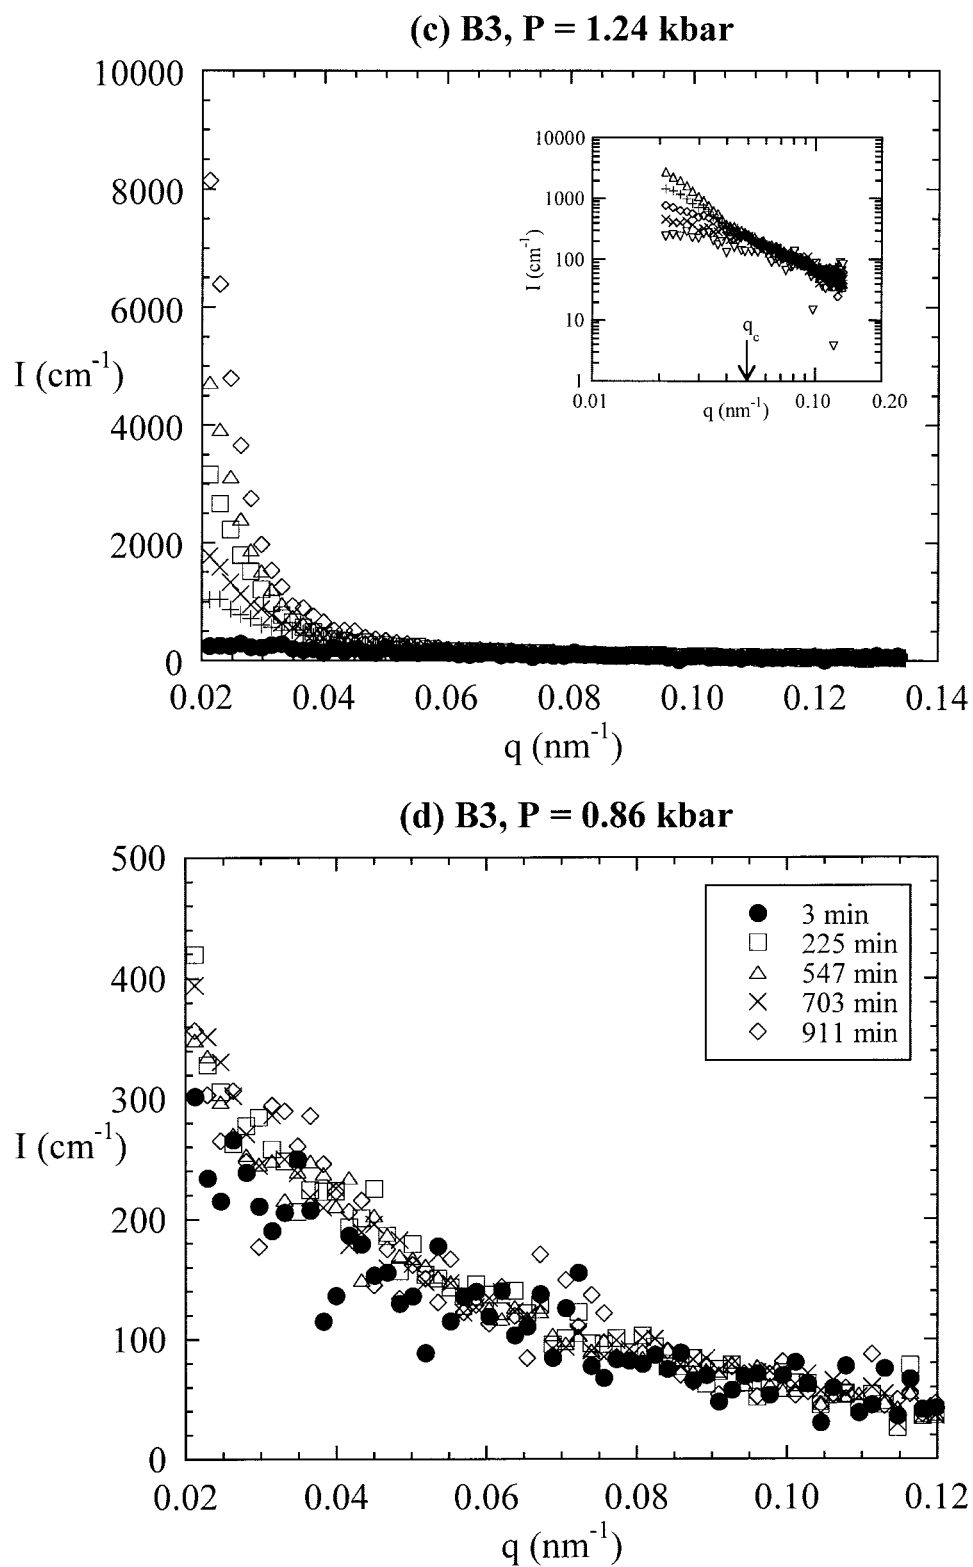 (c) B3, P = 1.24 kbar
10000
8000
6000
I (cm⁻¹)
4000
2000
0
0.02 0.04 0.06 0.08 0.10 0.12 0.14
q (nm⁻¹)
10000
1000
I (cm⁻¹)
100
10
1
q_c
0.01 0.10 0.20
q (nm⁻¹)
(d) B3, P = 0.86 kbar
500
400
300
I (cm⁻¹)
200
100
0
3 min
225 min
547 min
703 min
911 min
0.02 0.04 0.06 0.08 0.10 0.12
q (nm⁻¹)